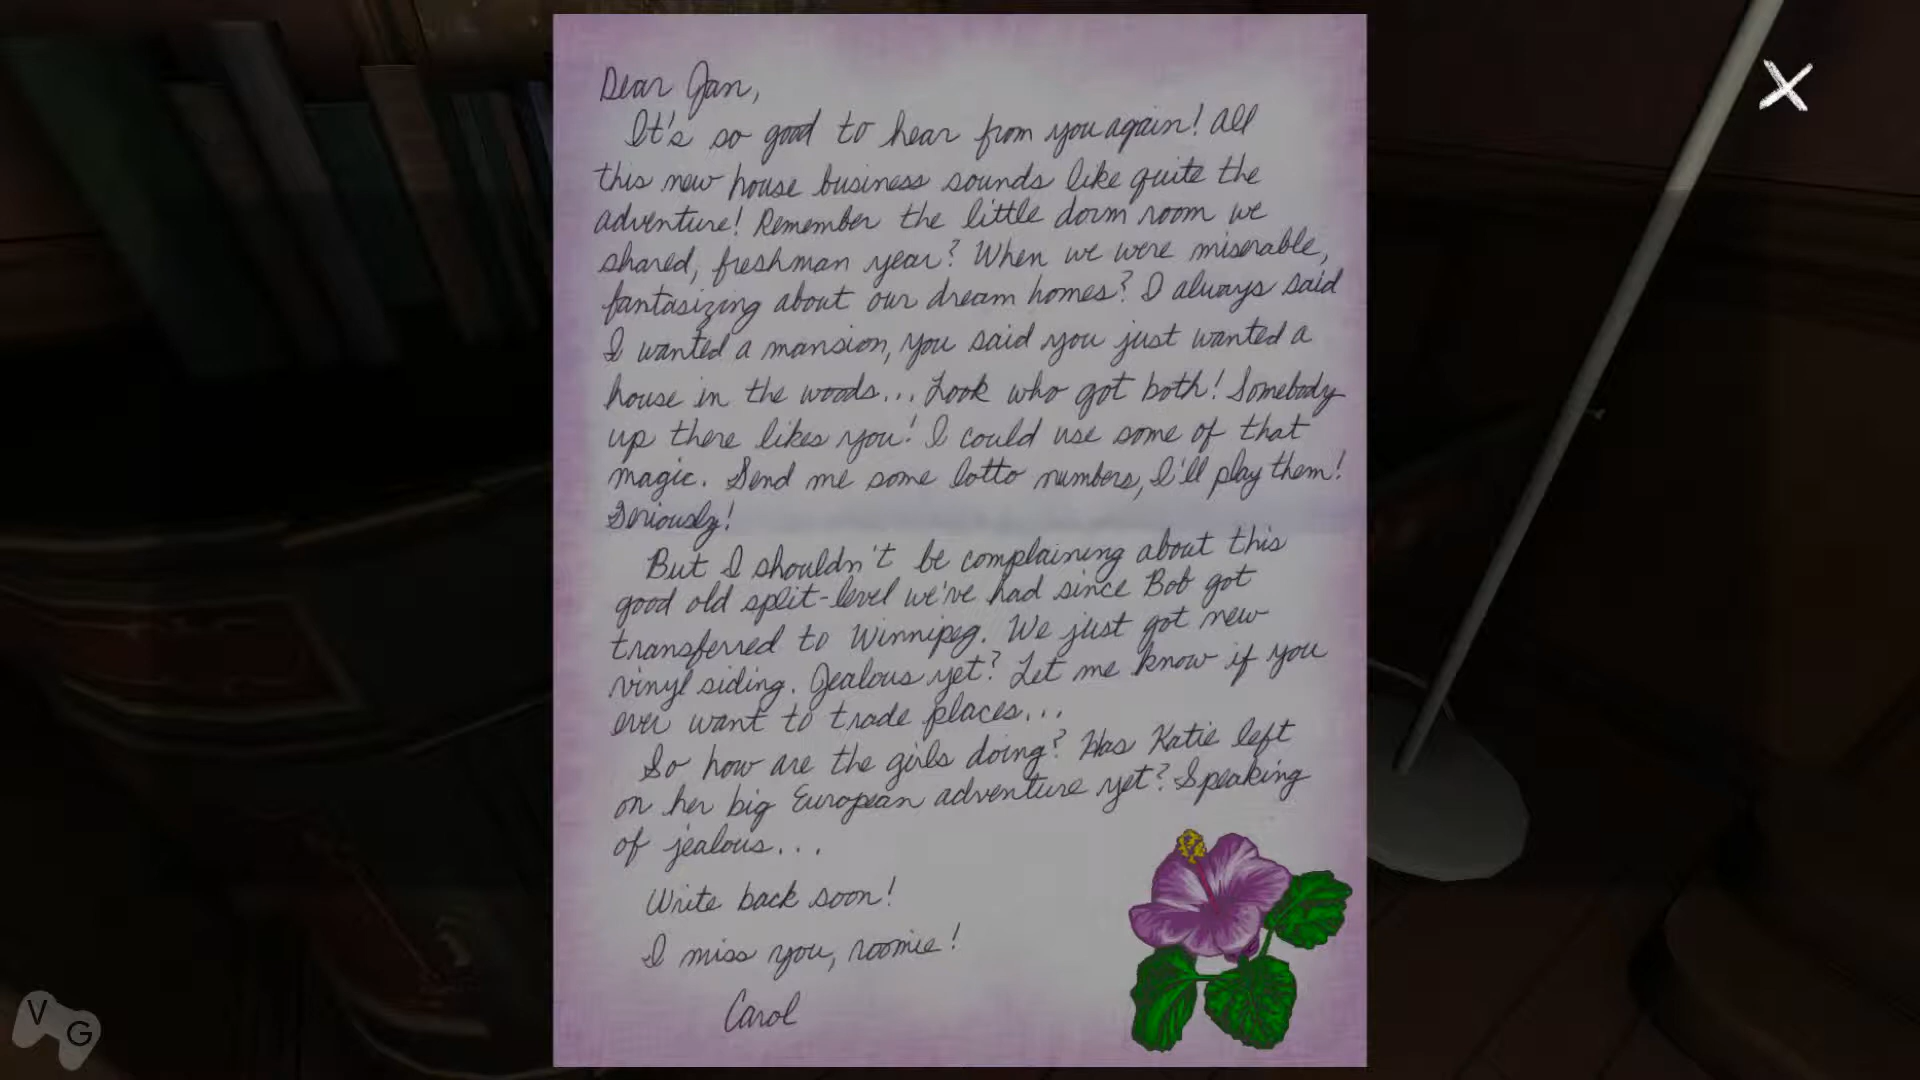 Dear Jan,
It's so good to hear from you again! All
this new house business sounds like quite the
adventure! Remember the little dorm room we
shared, freshman year? When we were miserable,
fantasizing about our dream homes? I always said
I wanted a mansion, you said you just wanted a
house in the woods... Look who got both! Somebody
up there likes you! I could use some of that
magic. Send me some lotto numbers, I'll play them!
Seriously!
But I shouldn't be complaining about this
good old split-level we've had since Bob got
transferred to Winnipeg. We just got new
vinyl siding. Jealous yet? Let me know if you
ever want to trade places...
So how are the girls doing? Has Katie left
on her big European adventure yet? Speaking
of jealous...
Write back soon!
I miss you, roomie!
Carol
V G